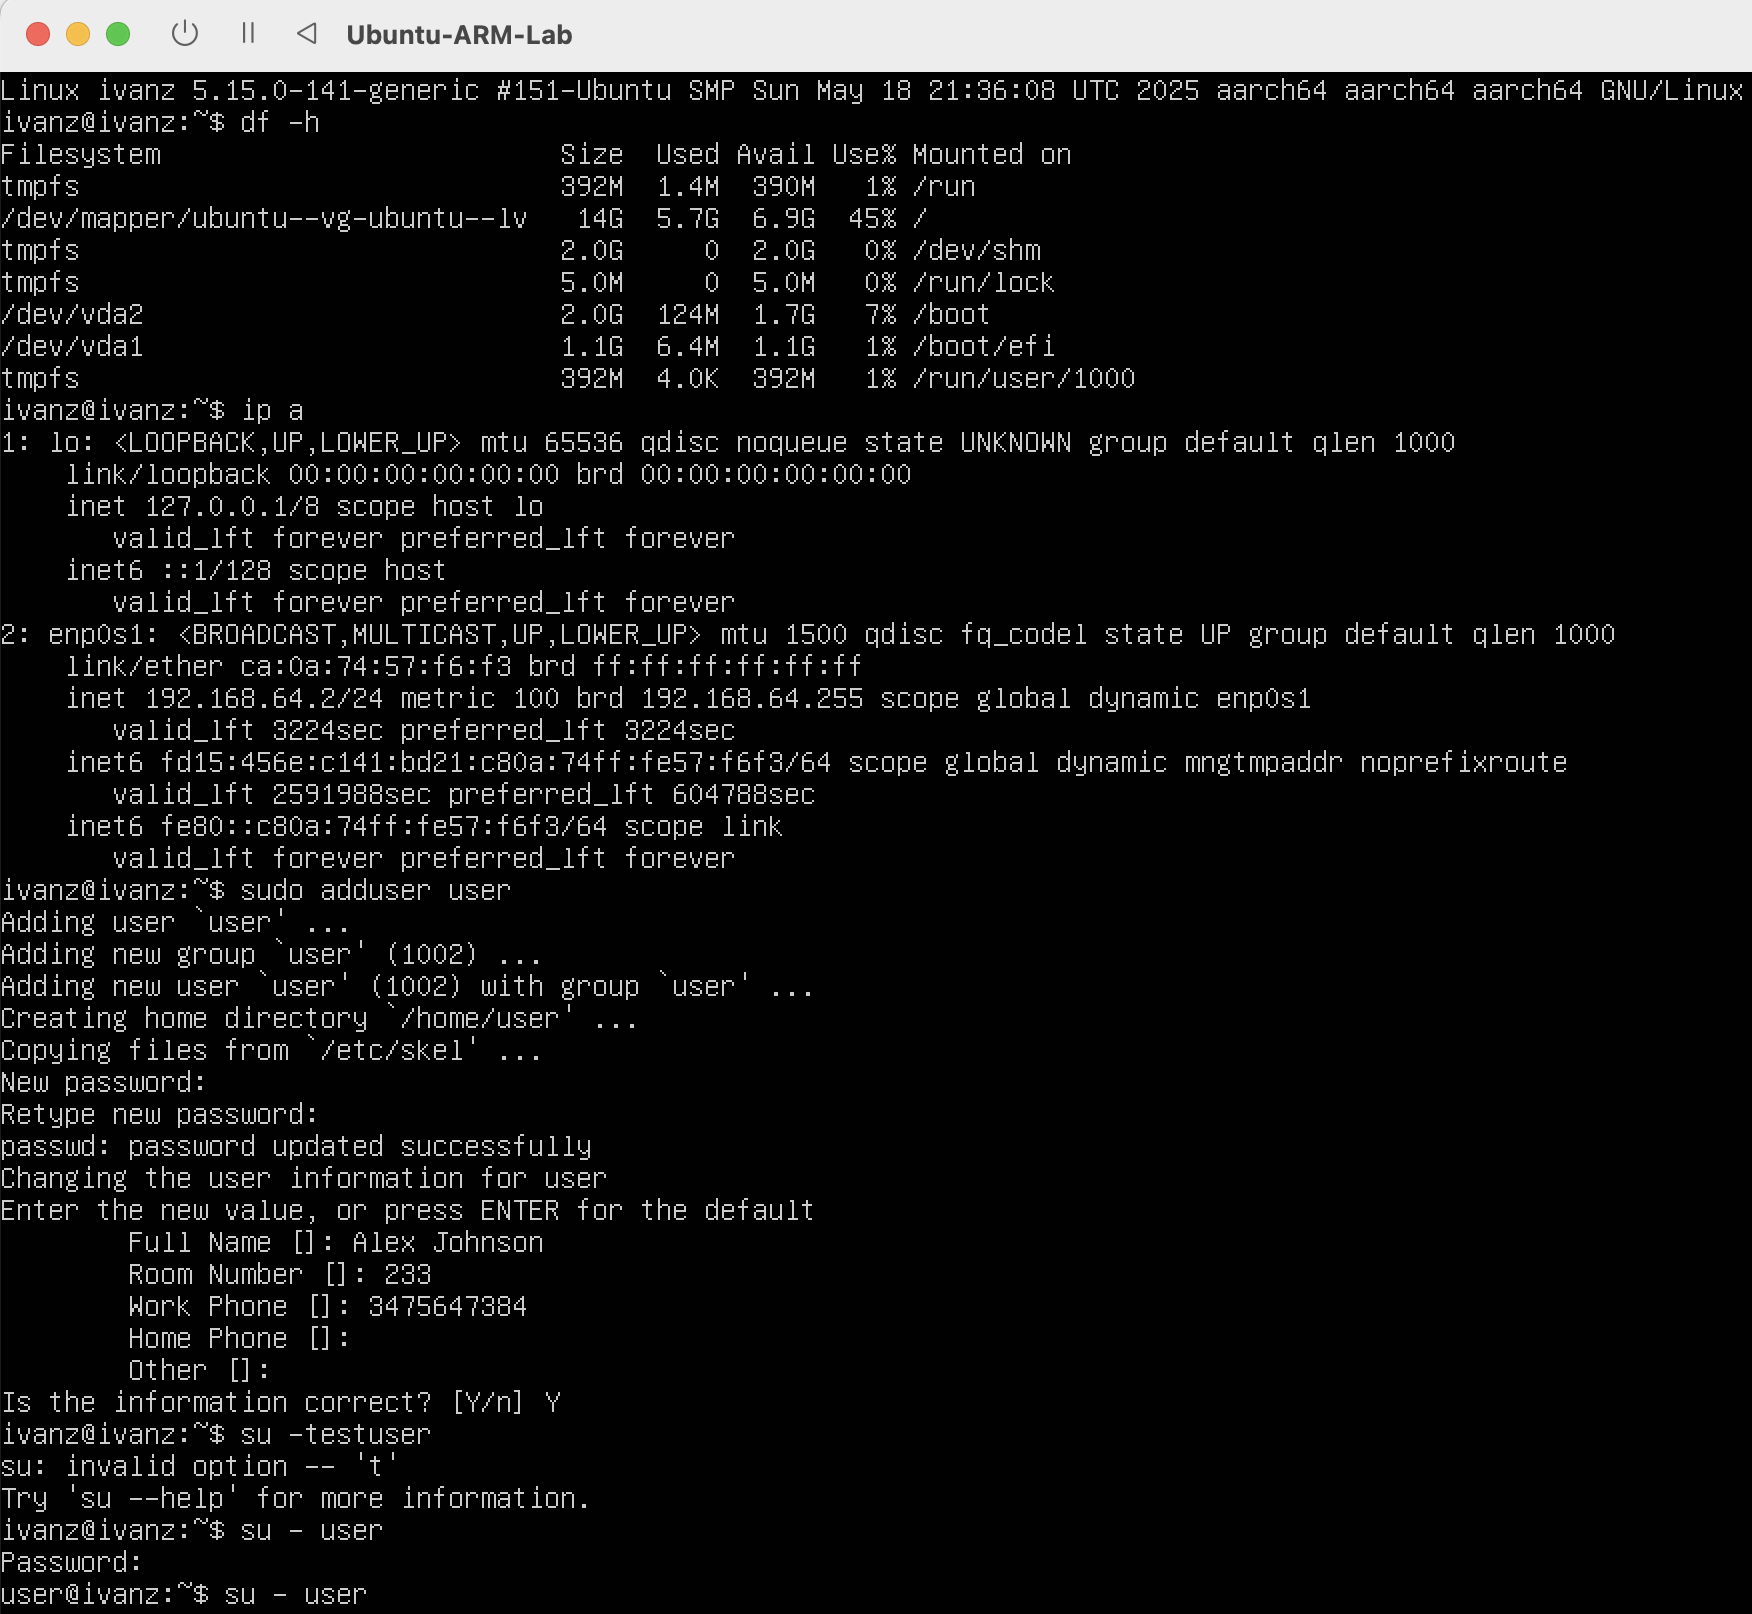 Ubuntu-ARM-Lab
Linux ivanz 5.15.0-141-generic #151-Ubuntu SMP Sun May 18 21:36:08 UTC 2025 aarch64 aarch64 aarch64 GNU/Linux
ivanz@ivanz:~$ df -h
Filesystem                         Size  Used Avail Use% Mounted on
tmpfs                              392M  1.4M  390M   1% /run
/dev/mapper/ubuntu--vg-ubuntu--lv   14G  5.7G  6.9G  45% /
tmpfs                              2.0G     0  2.0G   0% /dev/shm
tmpfs                              5.0M     0  5.0M   0% /run/lock
/dev/vda2                          2.0G  124M  1.7G   7% /boot
/dev/vda1                          1.1G  6.4M  1.1G   1% /boot/efi
tmpfs                              392M  4.0K  392M   1% /run/user/1000
ivanz@ivanz:~$ ip a
1: lo: <LOOPBACK,UP,LOWER_UP> mtu 65536 qdisc noqueue state UNKNOWN group default qlen 1000
    link/loopback 00:00:00:00:00:00 brd 00:00:00:00:00:00
    inet 127.0.0.1/8 scope host lo
       valid_lft forever preferred_lft forever
    inet6 ::1/128 scope host
       valid_lft forever preferred_lft forever
2: enp0s1: <BROADCAST,MULTICAST,UP,LOWER_UP> mtu 1500 qdisc fq_codel state UP group default qlen 1000
    link/ether ca:0a:74:57:f6:f3 brd ff:ff:ff:ff:ff:ff
    inet 192.168.64.2/24 metric 100 brd 192.168.64.255 scope global dynamic enp0s1
       valid_lft 3224sec preferred_lft 3224sec
    inet6 fd15:456e:c141:bd21:c80a:74ff:fe57:f6f3/64 scope global dynamic mngtmpaddr noprefixroute
       valid_lft 2591988sec preferred_lft 604788sec
    inet6 fe80::c80a:74ff:fe57:f6f3/64 scope link
       valid_lft forever preferred_lft forever
ivanz@ivanz:~$ sudo adduser user
Adding user `user' ...
Adding new group `user' (1002) ...
Adding new user `user' (1002) with group `user' ...
Creating home directory `/home/user' ...
Copying files from `/etc/skel' ...
New password:
Retype new password:
passwd: password updated successfully
Changing the user information for user
Enter the new value, or press ENTER for the default
        Full Name []: Alex Johnson
        Room Number []: 233
        Work Phone []: 3475647384
        Home Phone []:
        Other []:
Is the information correct? [Y/n] Y
ivanz@ivanz:~$ su -testuser
su: invalid option -- 't'
Try 'su --help' for more information.
ivanz@ivanz:~$ su - user
Password:
user@ivanz:~$ su - user